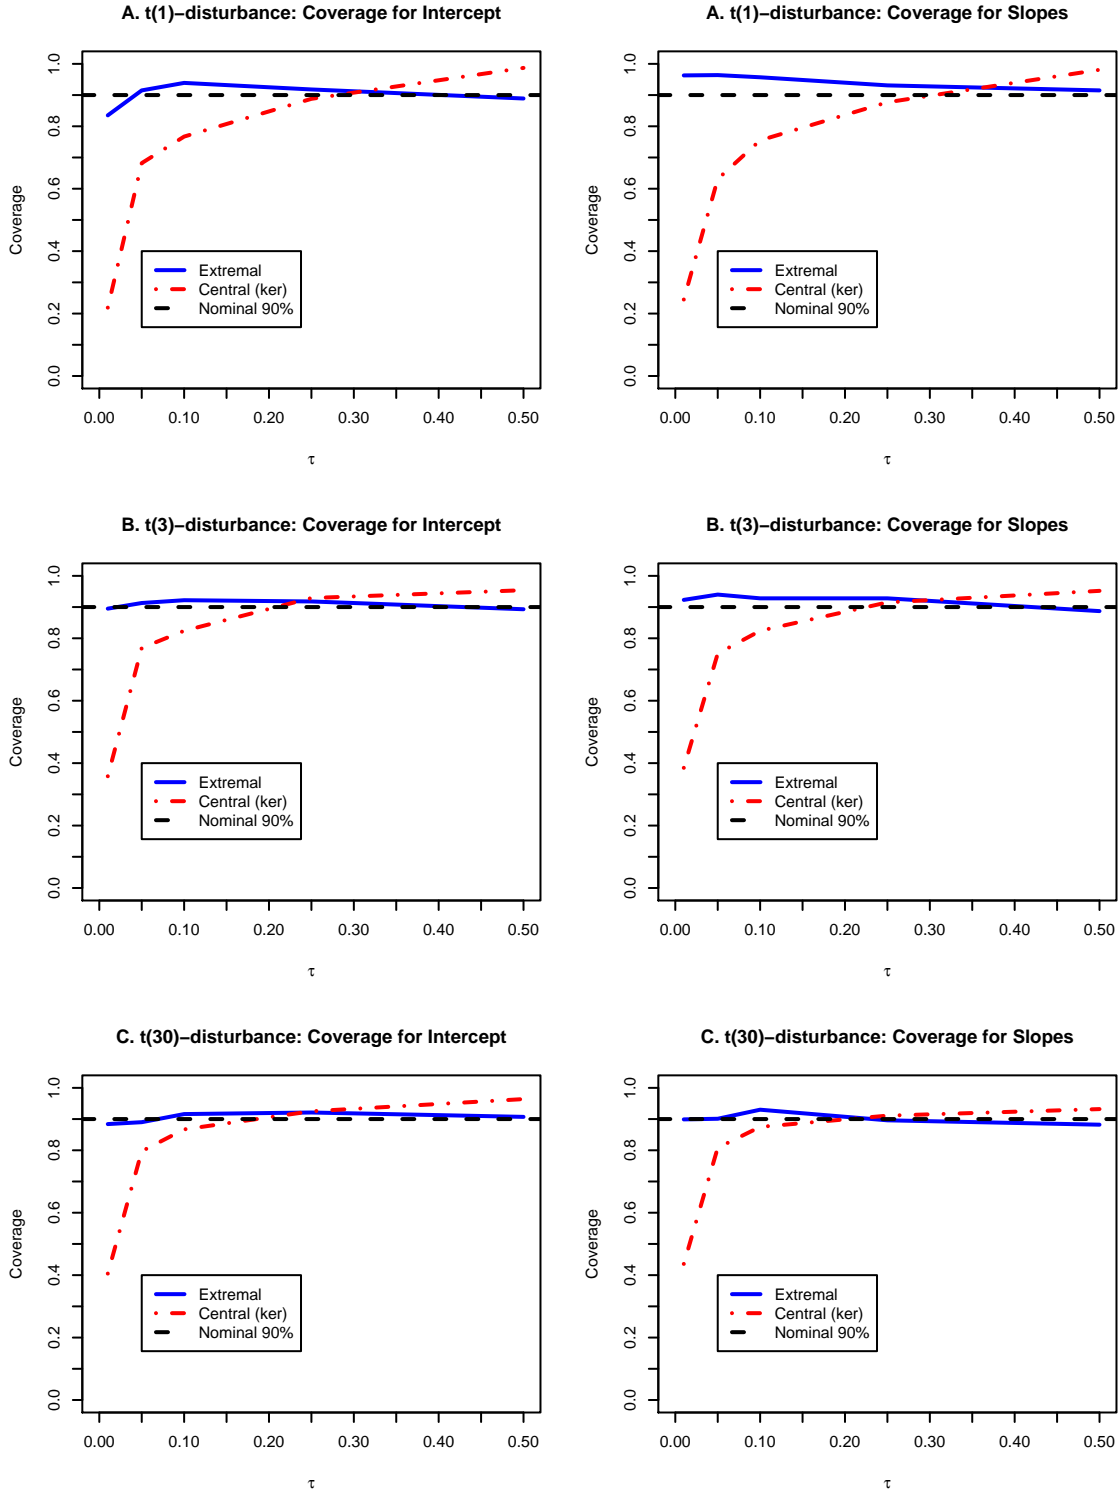 A. t(1)−disturbance: Coverage for Intercept
Coverage
1.0
0.8
0.6
0.4
0.2
0.0
Extremal
Central (ker)
Nominal 90%
0.00 0.10 0.20 0.30 0.40 0.50
τ
A. t(1)−disturbance: Coverage for Slopes
Coverage
1.0
0.8
0.6
0.4
0.2
0.0
Extremal
Central (ker)
Nominal 90%
0.00 0.10 0.20 0.30 0.40 0.50
τ
B. t(3)−disturbance: Coverage for Intercept
Coverage
1.0
0.8
0.6
0.4
0.2
0.0
Extremal
Central (ker)
Nominal 90%
0.00 0.10 0.20 0.30 0.40 0.50
τ
B. t(3)−disturbance: Coverage for Slopes
Coverage
1.0
0.8
0.6
0.4
0.2
0.0
Extremal
Central (ker)
Nominal 90%
0.00 0.10 0.20 0.30 0.40 0.50
τ
C. t(30)−disturbance: Coverage for Intercept
Coverage
1.0
0.8
0.6
0.4
0.2
0.0
Extremal
Central (ker)
Nominal 90%
0.00 0.10 0.20 0.30 0.40 0.50
τ
C. t(30)−disturbance: Coverage for Slopes
Coverage
1.0
0.8
0.6
0.4
0.2
0.0
Extremal
Central (ker)
Nominal 90%
0.00 0.10 0.20 0.30 0.40 0.50
τ